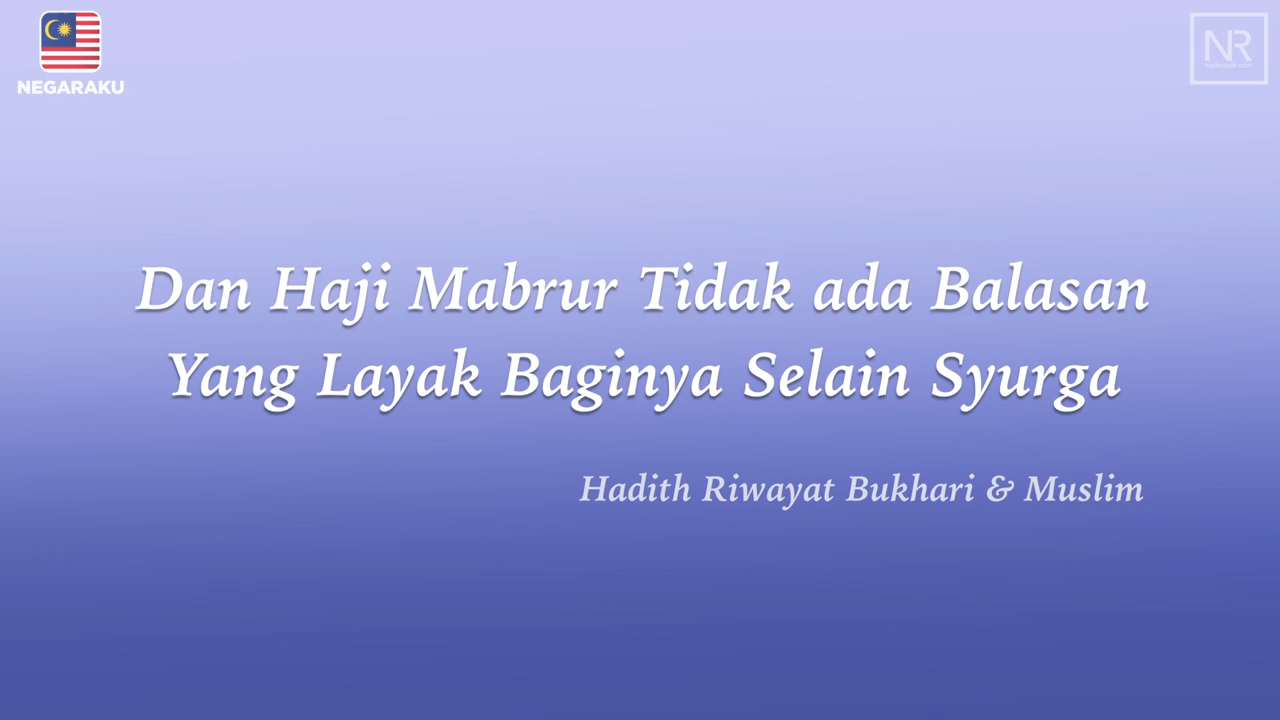 NEGARAKU
NR
Dan Haji Mabrur Tidak ada Balasan
Yang Layak Baginya Selain Syurga
Hadith Riwayat Bukhari & Muslim